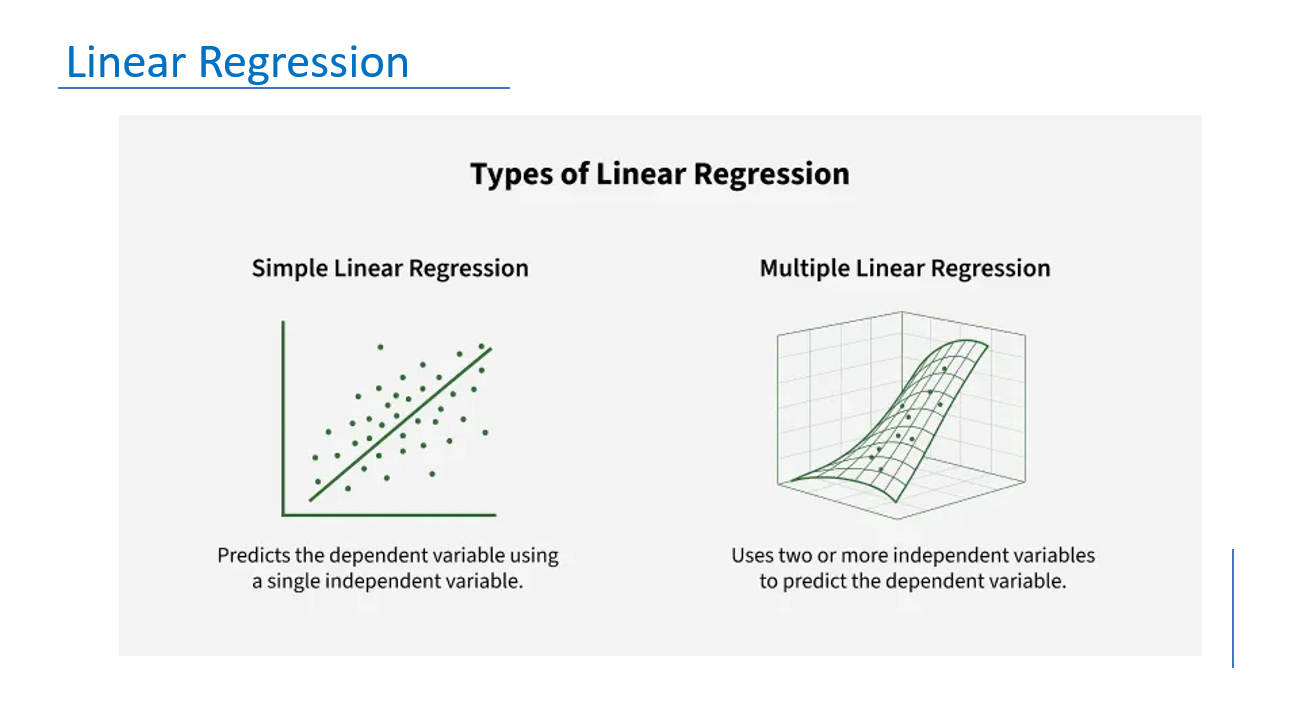 Linear Regression
Types of Linear Regression
Simple Linear Regression
Multiple Linear Regression
Predicts the dependent variable using
a single independent variable.
Uses two or more independent variables
to predict the dependent variable.